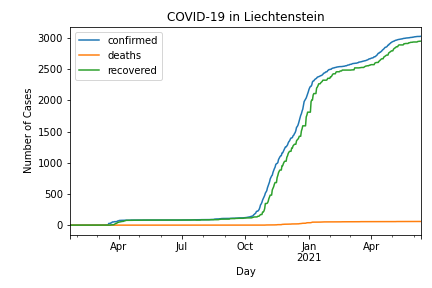 COVID-19 in Liechtenstein
confirmed
deaths
recovered
Number of Cases
3000
2500
2000
1500
1000
500
0
Apr
Jul
Oct
Jan
2021
Apr
Day